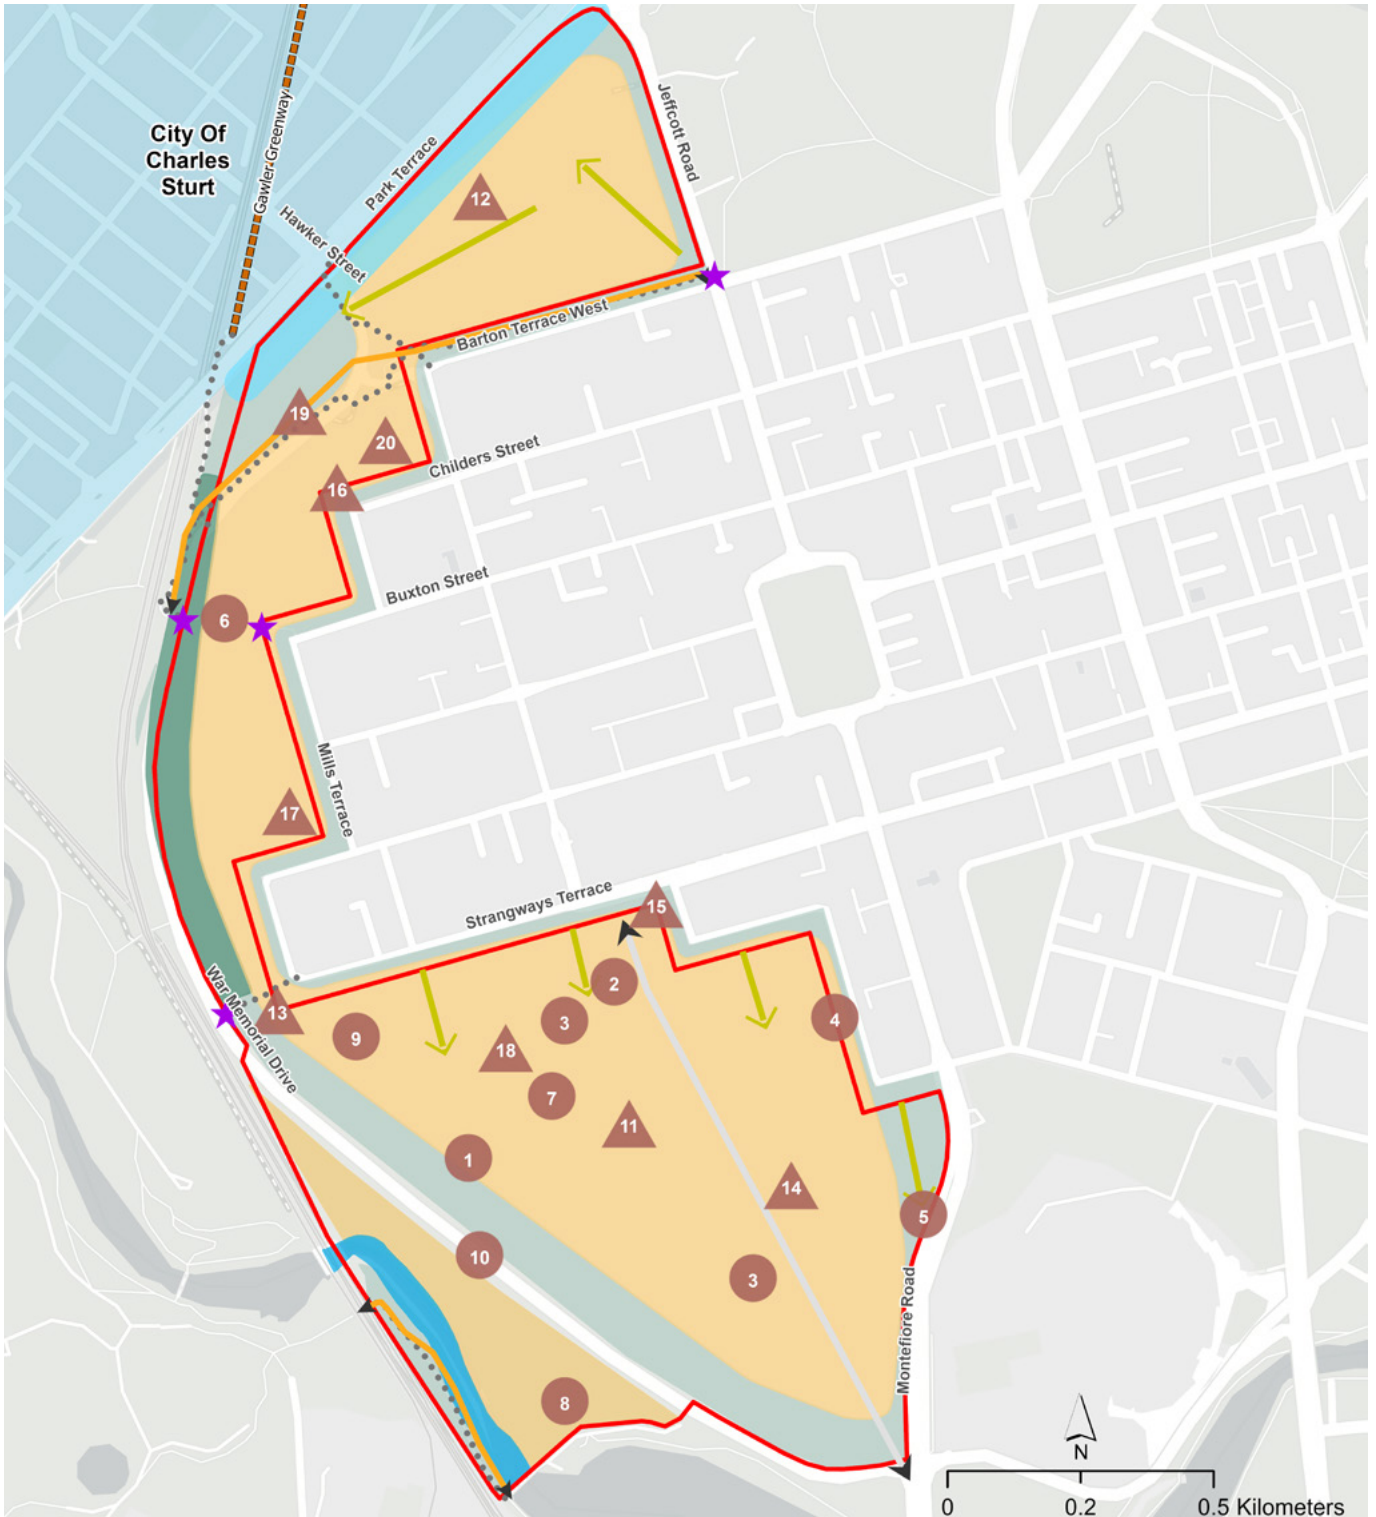 City Of
Charles
Sturt
Gawler Greenway
Park Terrace
Jeffcott Road
Hawker Street
12
Barton Terrace West
19
20
Childers Street
16
Buxton Street
6
Mills Terrace
17
Strangways Terrace
15
War Memorial Drive
2
13
9
3
4
18
7
11
1
14
5
10
3
Montefiore Road
8
N
0
0.2
0.5 Kilometers